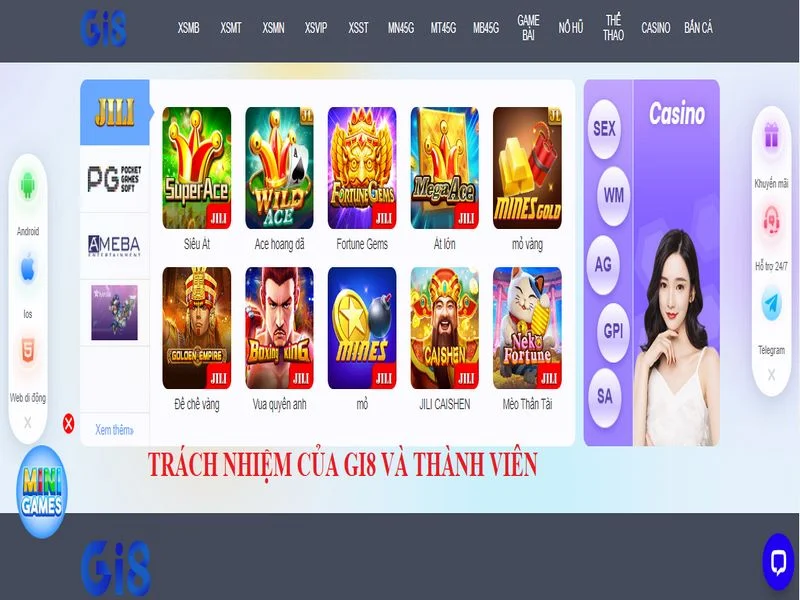 Gi8
XSMB XSMT XSMN XSVIP XSST MN45G MT45G MB45G GAME BÀI NỔ HŨ THỂ THAO CASINO BẮN CÁ
JILI
PG POCKET GAMES SOFT
AMEBA
ENTERTAINMENT
Xem thêm»
SuperAce JILI
WILD ACE A JL
FORTUNE GEMS JILI
MegaAce JILI
MINES GOLD JL
Siêu Át
Ace hoang dã
Fortune Gems
Át lớn
mỏ vàng
GOLDEN EMPIRE JILI
Boxing King JILI
MINES JILI
CAISHEN JILI
Neko Fortune JILI
Đế chế vàng
Vua quyền anh
mỏ
JILI CAISHEN
Mèo Thần Tài
Casino
SEX
WM
AG
GPI
SA
Android
Ios
Web di động
X
MINI GAMES
Khuyến mãi
Hỗ trợ 24/7
Telegram
X
TRÁCH NHIỆM CỦA GI8 VÀ THÀNH VIÊN
Gi8